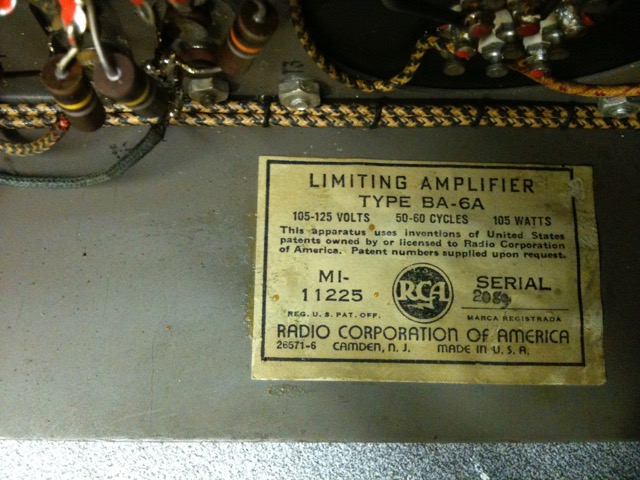 T3
LIMITING AMPLIFIER
TYPE BA-6A
105-125 VOLTS 50-60 CYCLES 105 WATTS
This apparatus uses inventions of United States
patents owned by or licensed to Radio Corporation
of America. Patent numbers supplied upon request.
MI-
11225
RCA
SERIAL
REG. U.S. PAT. OFF.
MARCA REGISTRADA
RADIO CORPORATION OF AMERICA
26571-6 CAMDEN, N. J. MADE IN U. S. A.